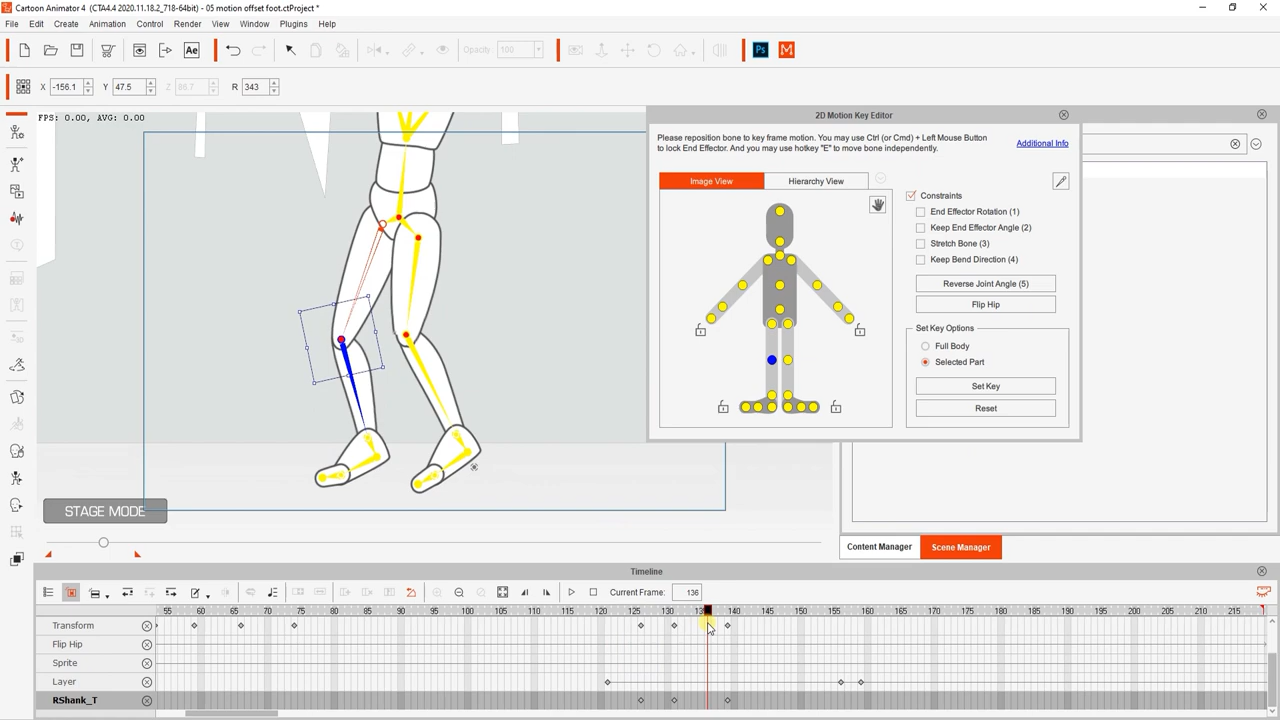 Cartoon Animator 4 (CTA4.4 2020.11.18.2_718-64bit) - 05 motion offset foot.ctProject *
File Edit Create Animation Control Render View Window Plugins Help
Ae Opacity: 100 Ps M
X -156.1 Y 47.5 Z 86.7 R 343
FPS: 0.00, AVG: 0.00
2D Motion Key Editor
Please reposition bone to key frame motion. You may use Ctrl (or Cmd) + Left Mouse Button
to lock End Effector. And you may use hotkey "E" to move bone independently.
Additional Info
Image View Hierarchy View
Constraints
End Effector Rotation (1)
Keep End Effector Angle (2)
Stretch Bone (3)
Keep Bend Direction (4)
Reverse Joint Angle (5)
Flip Hip
Set Key Options
Full Body
Selected Part
Set Key
Reset
STAGE MODE
Content Manager Scene Manager
Timeline
Current Frame: 136
55 60 65 70 75 80 85 90 95 100 105 110 115 120 125 130 135 140 145 150 155 160 165 170 175 180 185 190 195 200 205 210 215
Transform
Flip Hip
Sprite
Layer
RShank_T